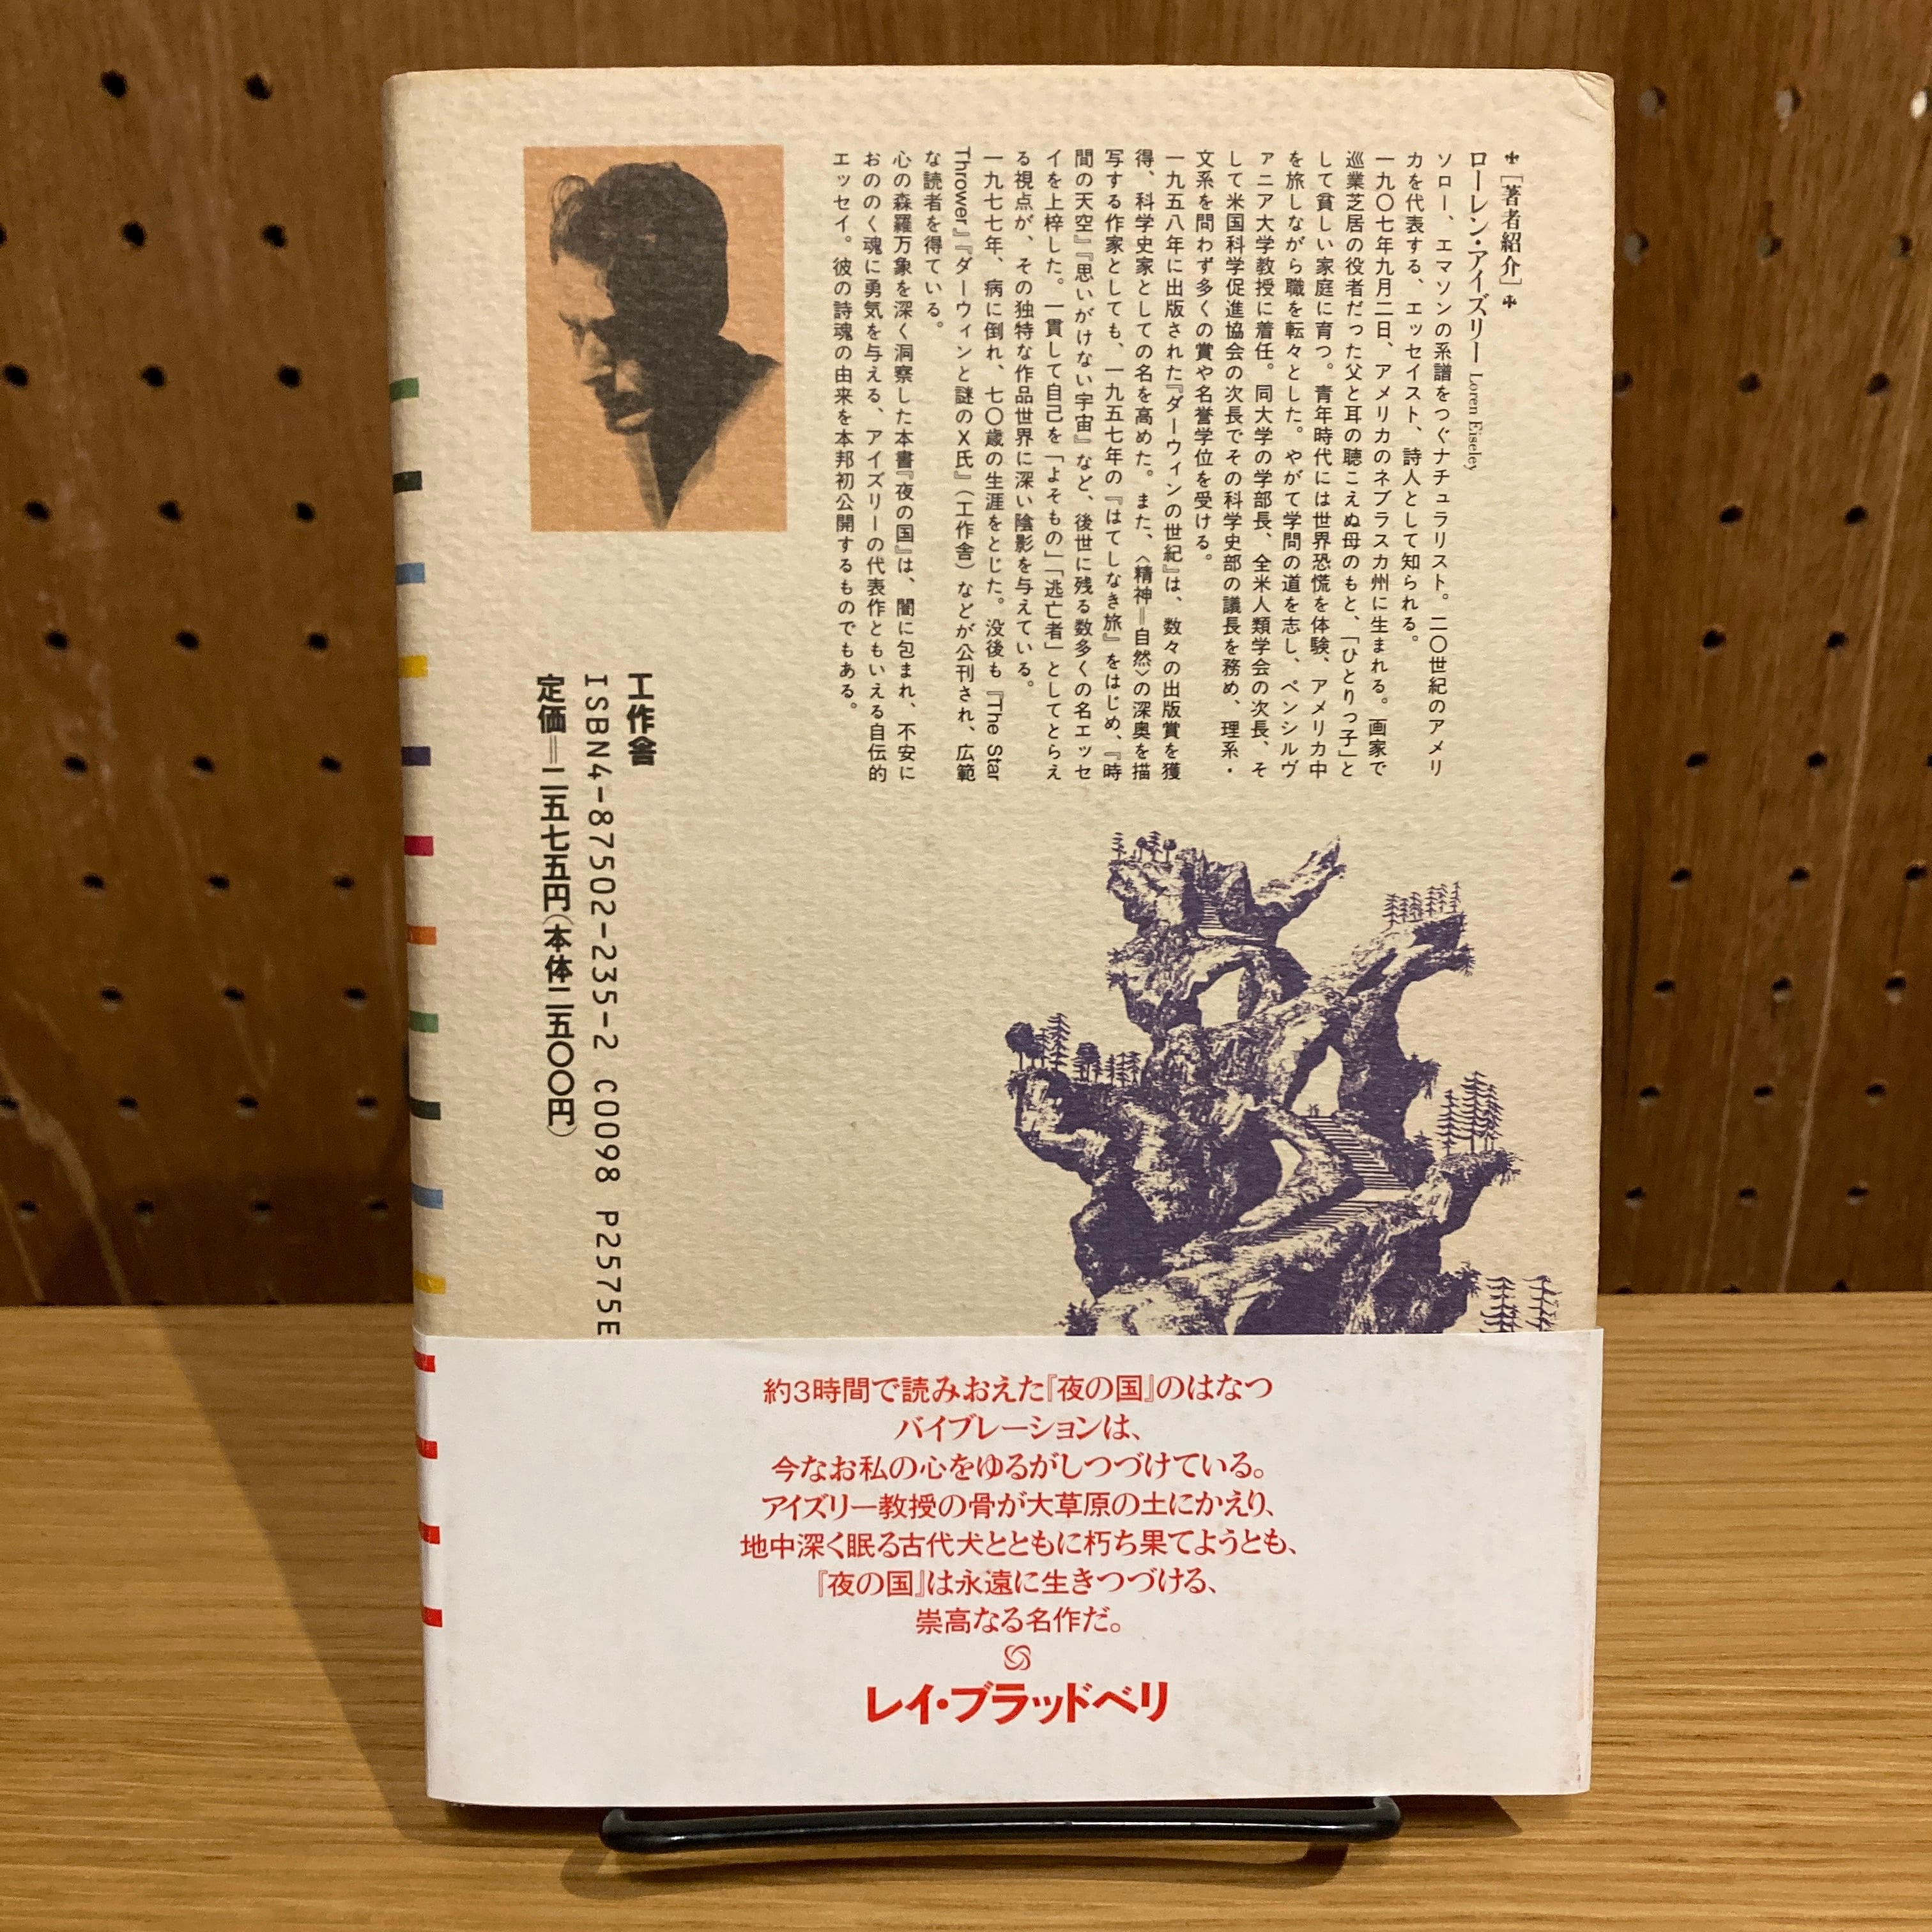 ✢［著者紹介］✢
ローレン・アイズリー Loren Eiseley
ソロー、エマソンの系譜をつぐナチュラリスト。二〇世紀のアメリ
カを代表する、エッセイスト、詩人として知られる。
一九〇七年九月二日、アメリカのネブラスカ州に生まれる。画家で
巡業芝居の役者だった父と耳の聴こえぬ母のもと、「ひとりっ子」と
して貧しい家庭に育つ。青年時代には世界恐慌を体験、アメリカ中
を旅しながら職を転々とした。やがて学問の道を志し、ペンシルヴ
ァニア大学教授に着任。同大学の学部長、全米人類学会の次長、そ
して米国科学促進協会の次長でその科学史部の議長を務め、理系・
文系を問わず多くの賞や名誉学位を受ける。
一九五八年に出版された『ダーウィンの世紀』は、数々の出版賞を獲
得、科学史家としての名を高めた。また、〈精神＝自然〉の深奥を描
写する作家としても、一九五七年の『はてしなき旅』をはじめ、『時
間の天空』『思いがけない宇宙』など、後世に残る数多くの名エッセ
イを上梓した。一貫して自己を「よそもの」「逃亡者」としてとらえ
る視点が、その独特な作品世界に深い陰影を与えている。
一九七七年、病に倒れ、七〇歳の生涯をとじた。没後も『The Star
Thrower』『ダーウィンと謎のX氏』（工作舎）などが公刊され、広範
な読者を得ている。
心の森羅万象を深く洞察した本書『夜の国』は、闇に包まれ、不安に
おののく魂に勇気を与える、アイズリーの代表作ともいえる自伝的
エッセイ。彼の詩魂の由来を本邦初公開するものでもある。
工作舎
ISBN4-87502-235-2 C0098 P2575E
定価＝二五七五円（本体二五〇〇円）
約3時間で読みおえた『夜の国』のはなつ
バイブレーションは、
今なお私の心をゆるがしつづけている。
アイズリー教授の骨が大草原の土にかえり、
地中深く眠る古代犬とともに朽ち果てようとも、
『夜の国』は永遠に生きつづける、
崇高なる名作だ。
レイ・ブラッドベリ